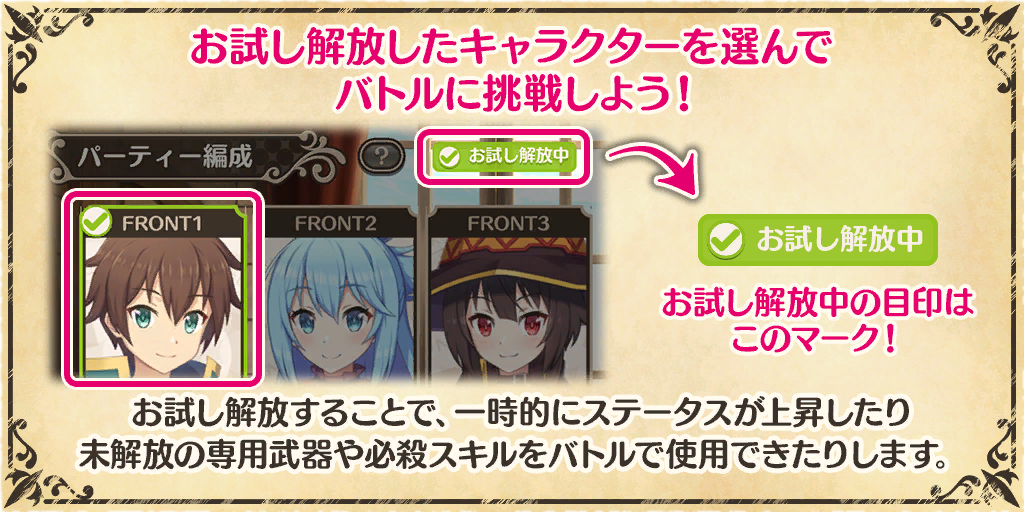 お試し解放したキャラクターを選んで
バトルに挑戦しよう！
パーティー編成
?
お試し解放中
FRONT1
FRONT2
FRONT3
お試し解放中
お試し解放中の目印は
このマーク！
お試し解放することで、一時的にステータスが上昇したり
未解放の専用武器や必殺スキルをバトルで使用できたりします。